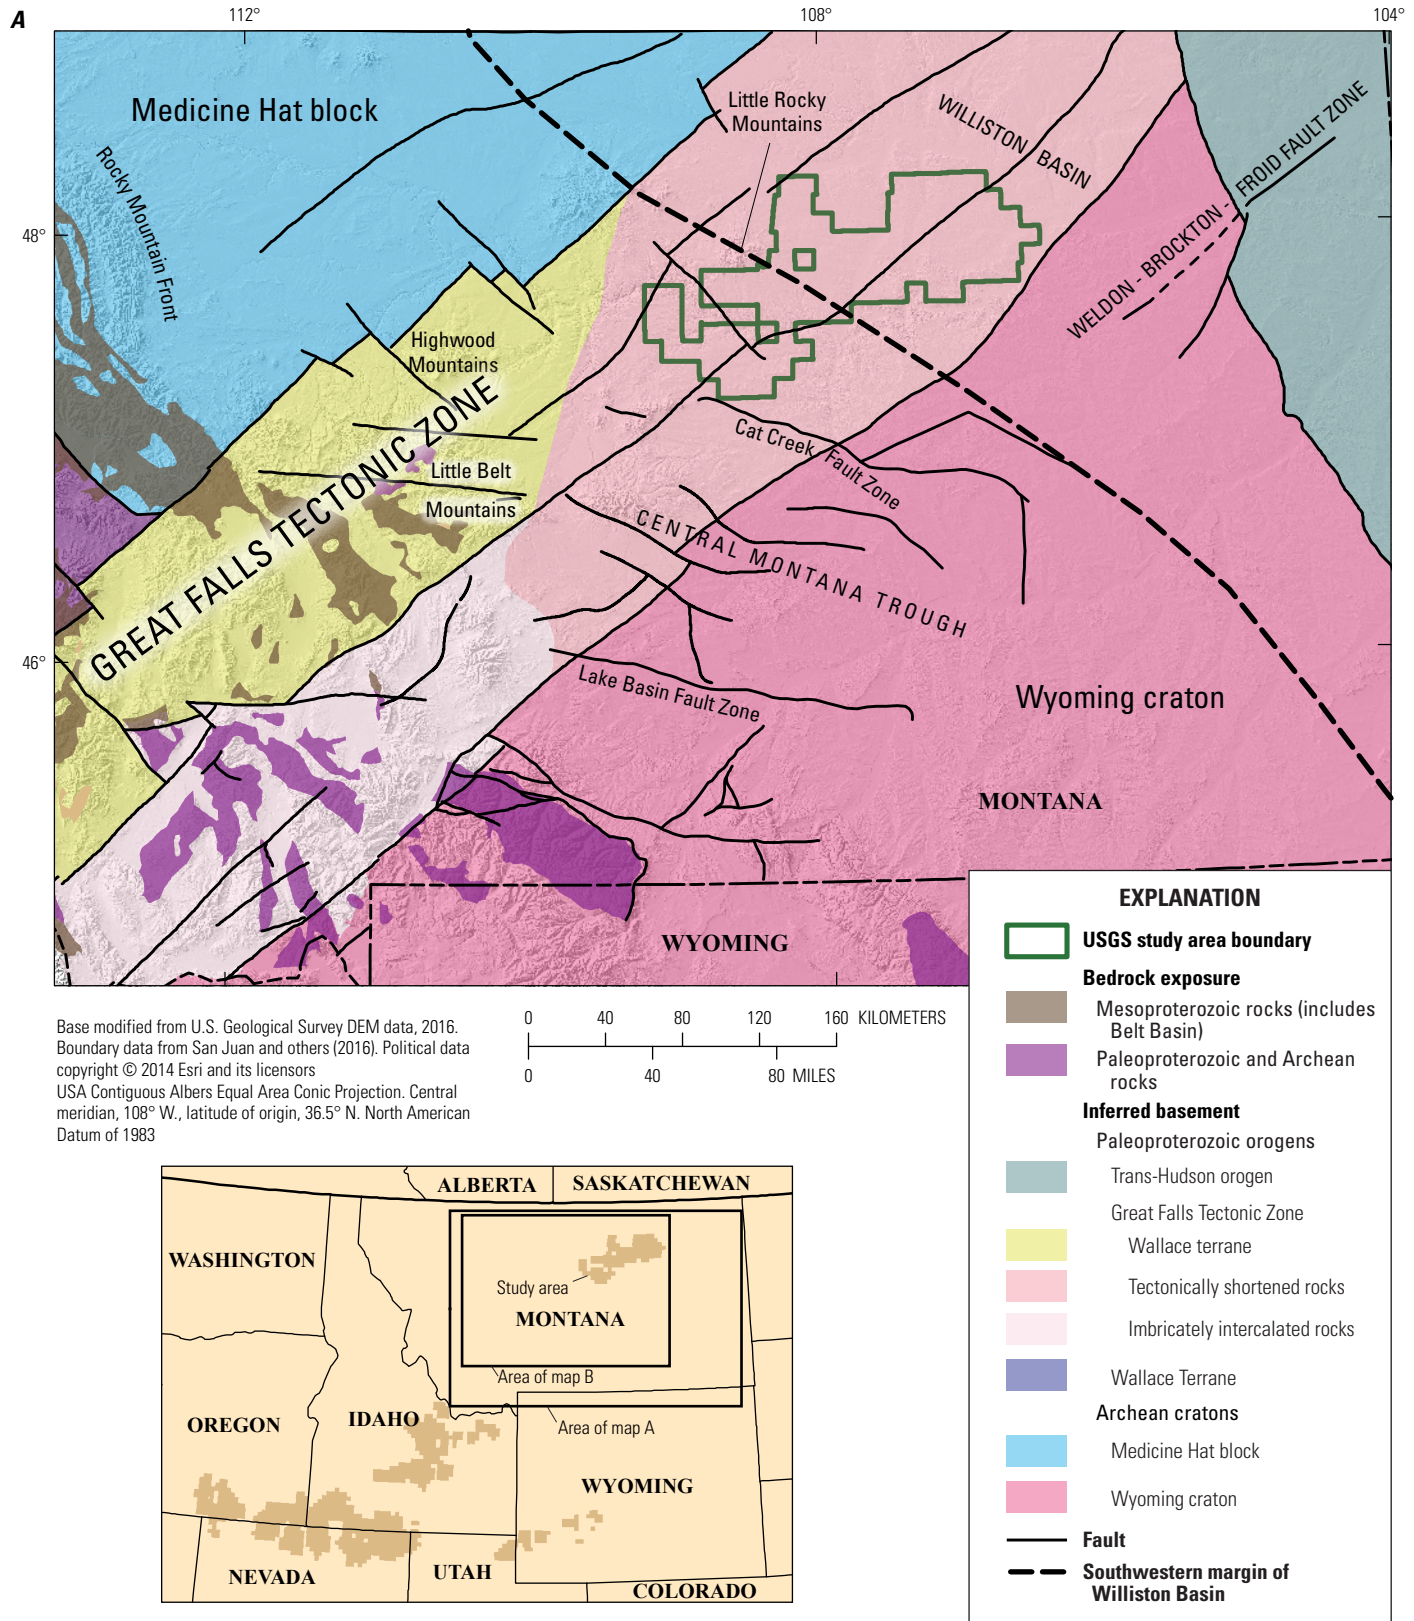 A
112°
108°
104°
48°
46°
Medicine Hat block
Rocky Mountain Front
Little Rocky
Mountains
WILLISTON BASIN
WELDON - BROCKTON - FROID FAULT ZONE
Highwood
Mountains
GREAT FALLS TECTONIC ZONE
Little Belt
Mountains
Cat Creek Fault Zone
CENTRAL MONTANA TROUGH
Lake Basin Fault Zone
Wyoming craton
MONTANA
WYOMING
Base modified from U.S. Geological Survey DEM data, 2016.
Boundary data from San Juan and others (2016). Political data
copyright © 2014 Esri and its licensors
USA Contiguous Albers Equal Area Conic Projection. Central
meridian, 108° W., latitude of origin, 36.5° N. North American
Datum of 1983
0 40 80 120 160 KILOMETERS
0 40 80 MILES
EXPLANATION
USGS study area boundary
Bedrock exposure
Mesoproterozoic rocks (includes
Belt Basin)
Paleoproterozoic and Archean
rocks
Inferred basement
Paleoproterozoic orogens
Trans-Hudson orogen
Great Falls Tectonic Zone
Wallace terrane
Tectonically shortened rocks
Imbricately intercalated rocks
Wallace Terrane
Archean cratons
Medicine Hat block
Wyoming craton
Fault
Southwestern margin of
Williston Basin
ALBERTA
SASKATCHEWAN
WASHINGTON
Study area
MONTANA
Area of map B
OREGON
IDAHO
Area of map A
WYOMING
NEVADA
UTAH
COLORADO